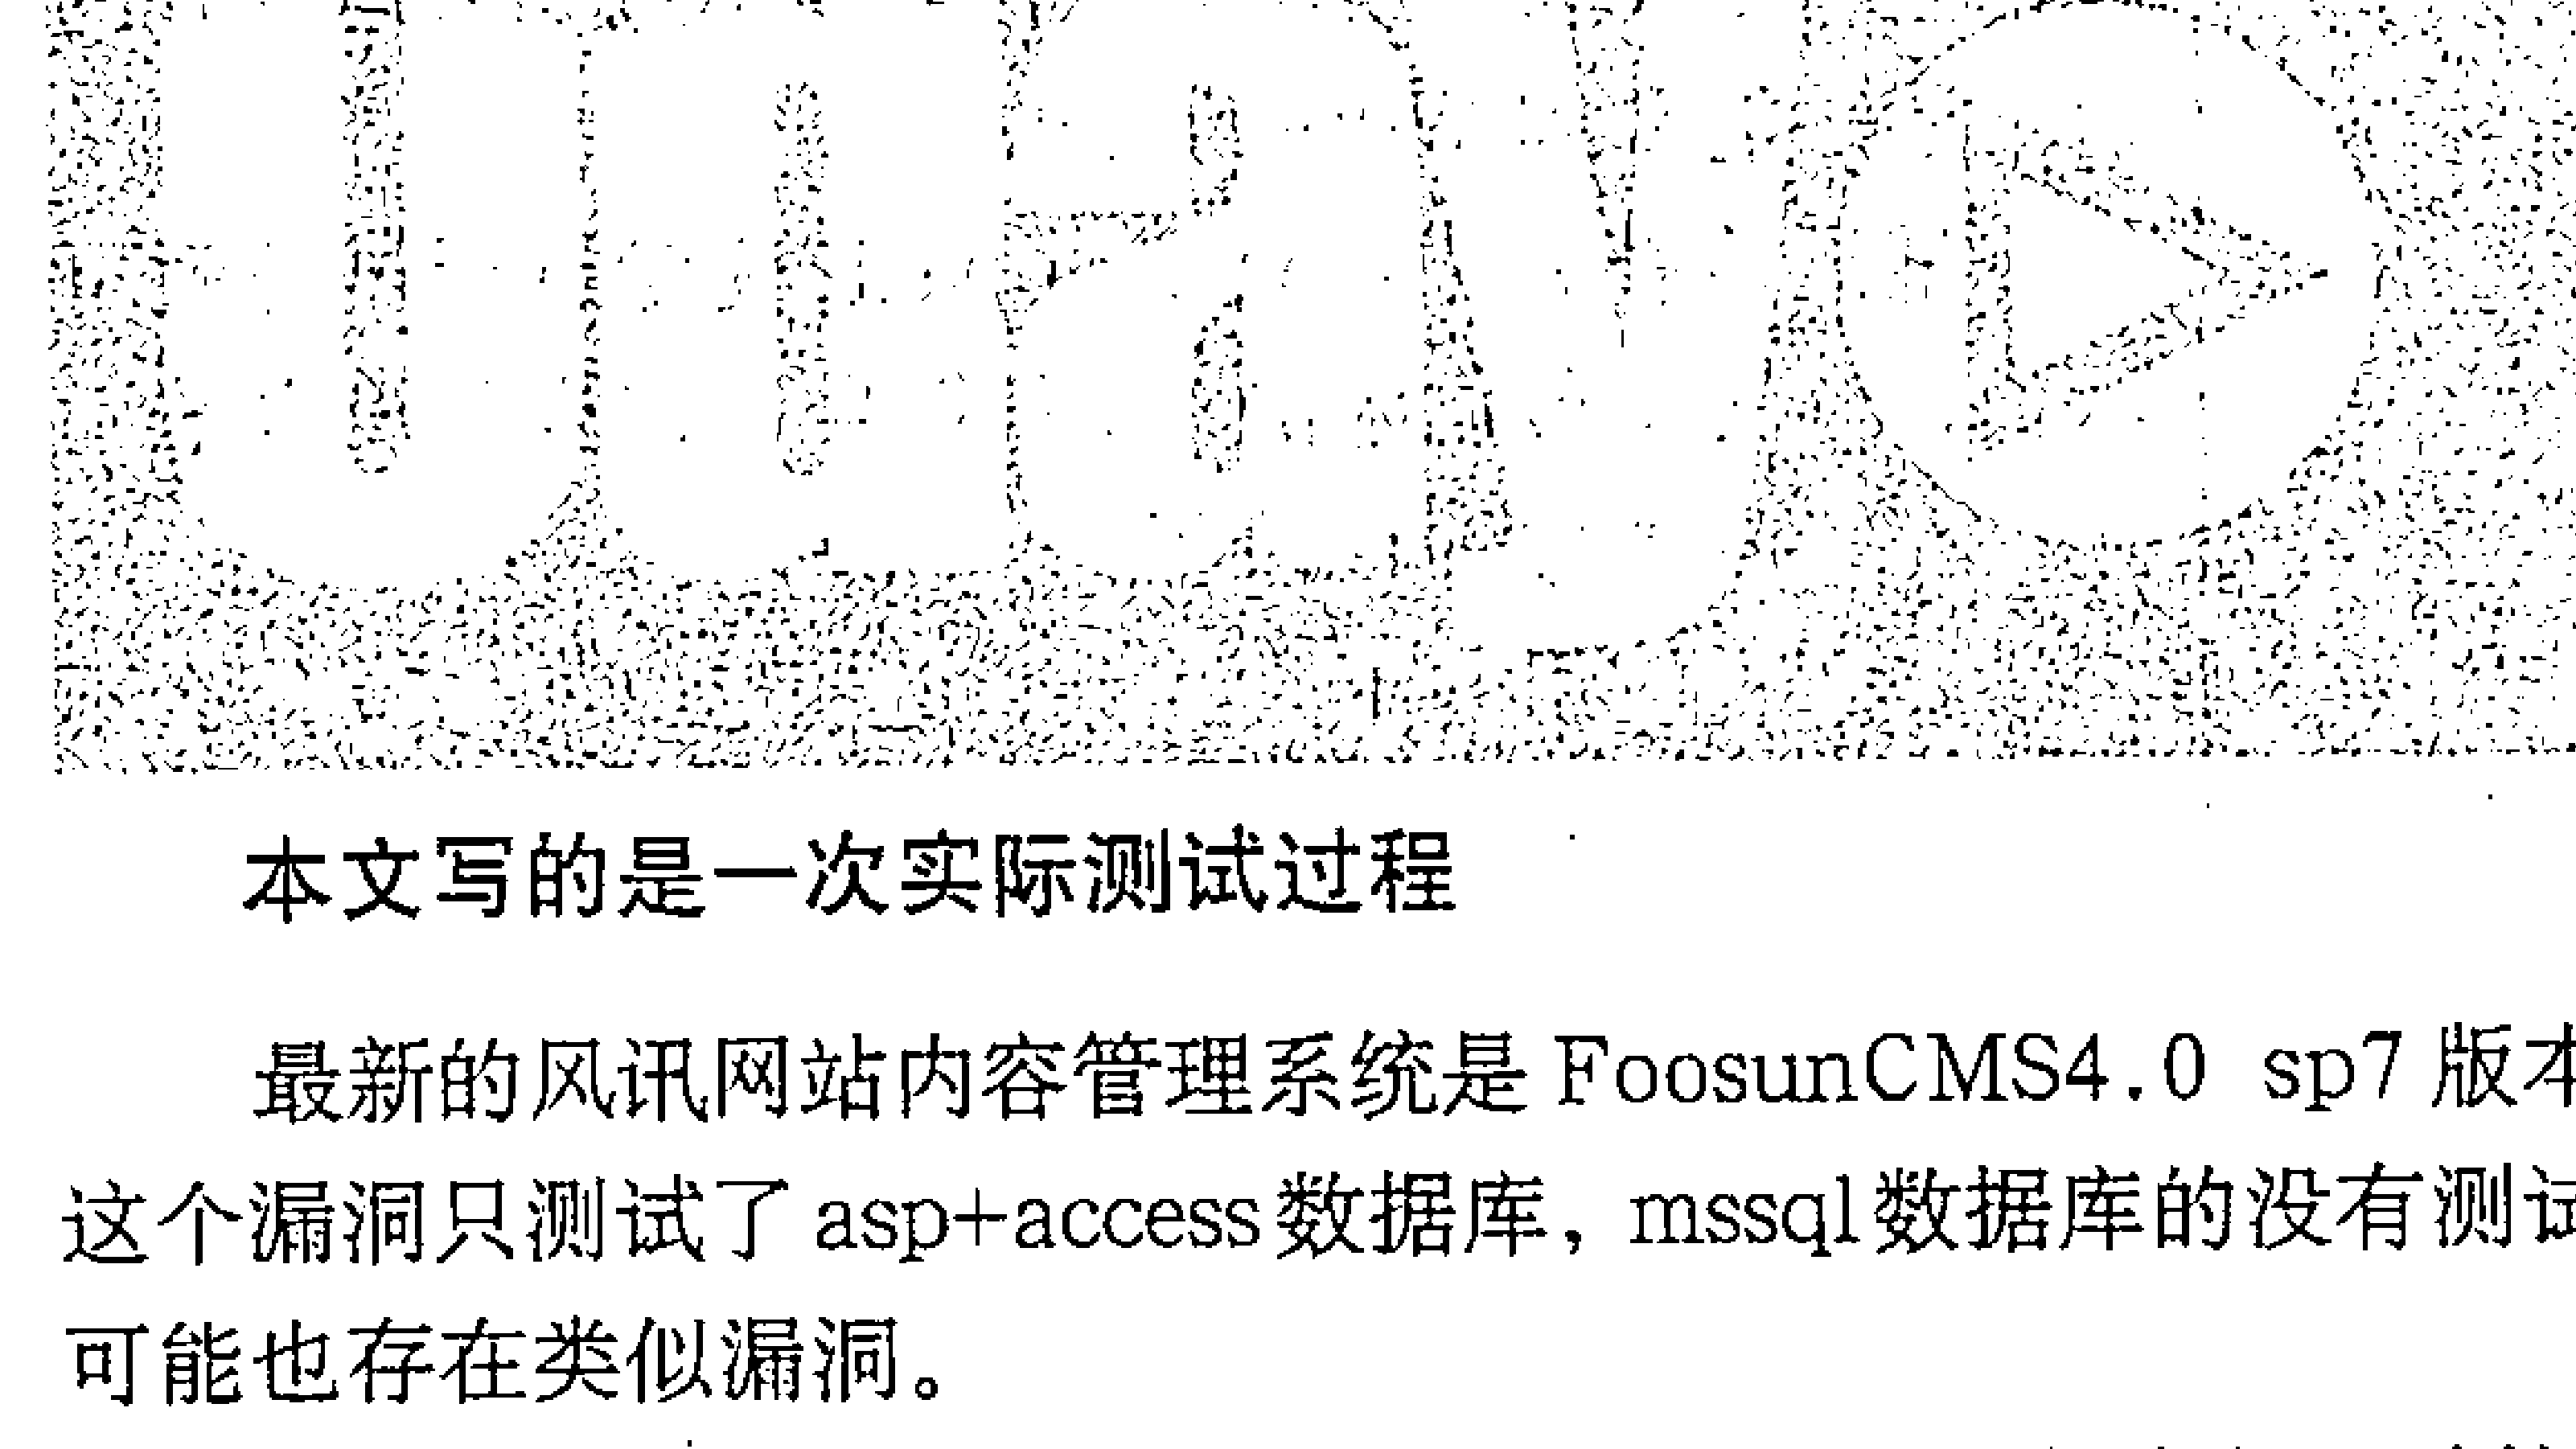 本文写的是一次实际测试过程
最新的风讯网站内容管理系统是 FoosunCMS4.0 sp7 版本
这个漏洞只测试了 asp+access 数据库，mssql 数据库的没有测试
可能也存在类似漏洞。